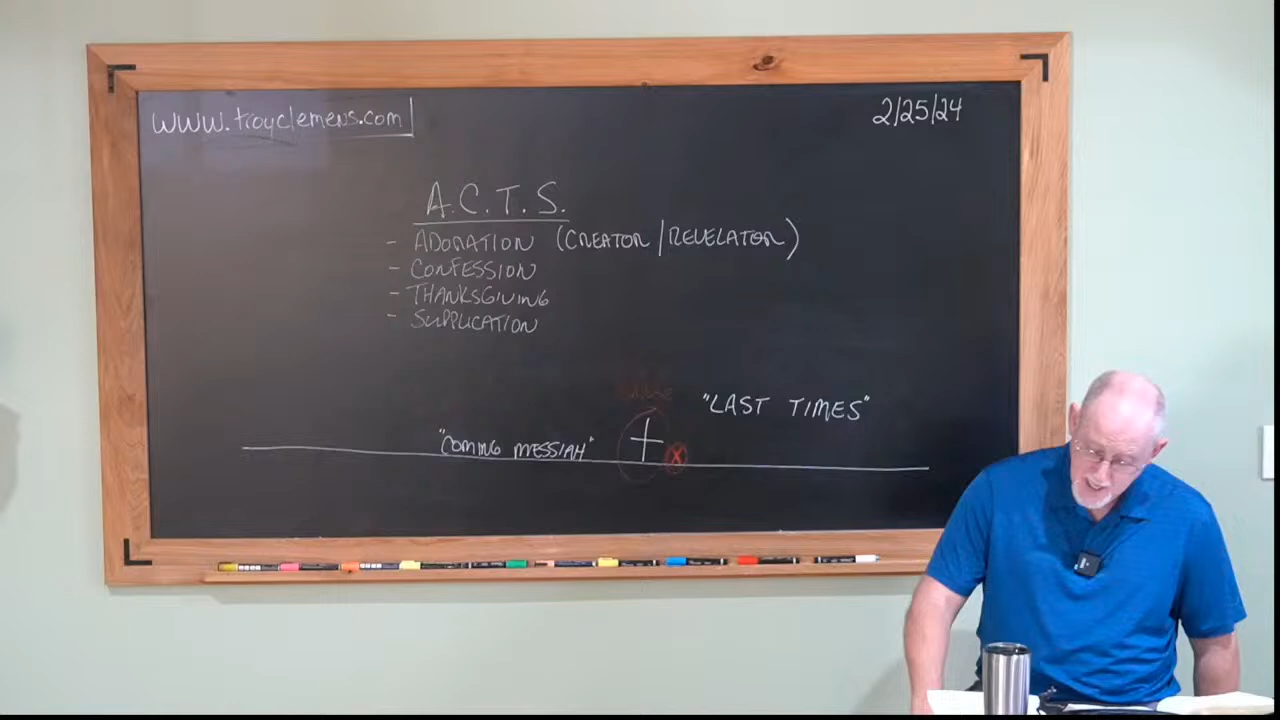 www.troyclemens.com
2/25/24
A.C.T.S.
- ADORATION (CREATOR/REVELATOR)
- CONFESSION
- THANKSGIVING
- SUPPLICATION
"LAST TIMES"
"COMING MESSIAH"
X